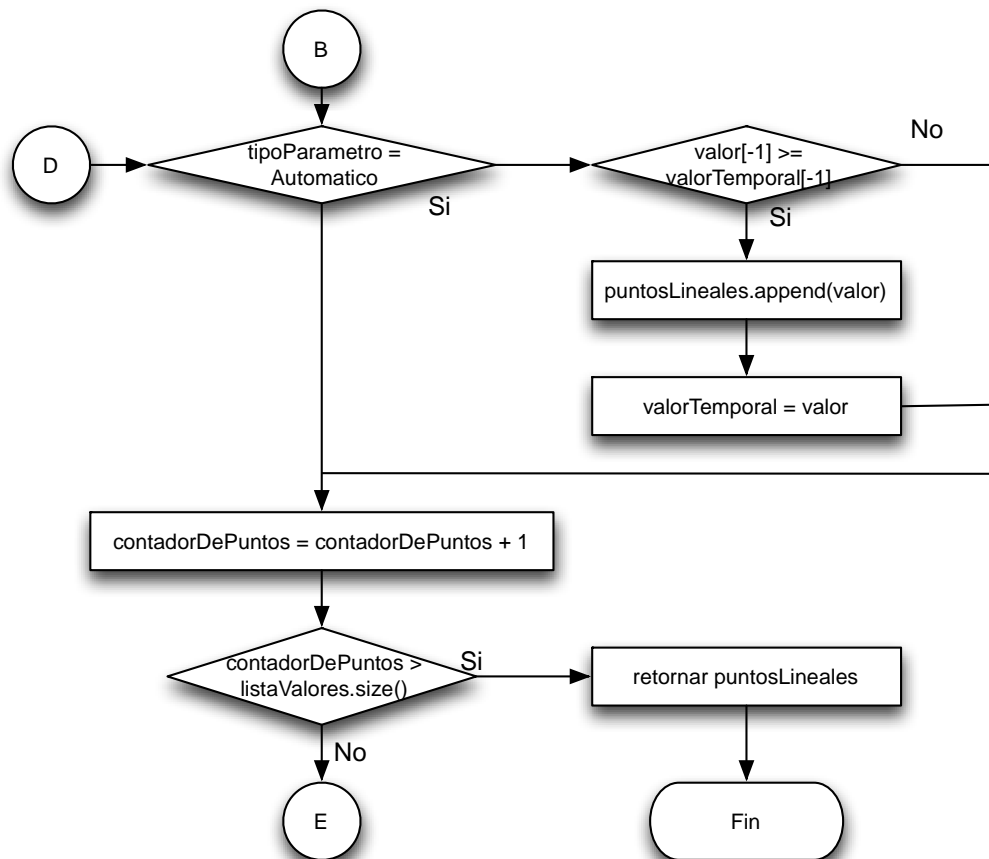 B
D
tipoParametro =
Automatico
Si
valor[-1] >=
valorTemporal[-1]
No
Si
puntosLineales.append(valor)
valorTemporal = valor
contadorDePuntos = contadorDePuntos + 1
contadorDePuntos >
listaValores.size()
Si
retornar puntosLineales
No
E
Fin